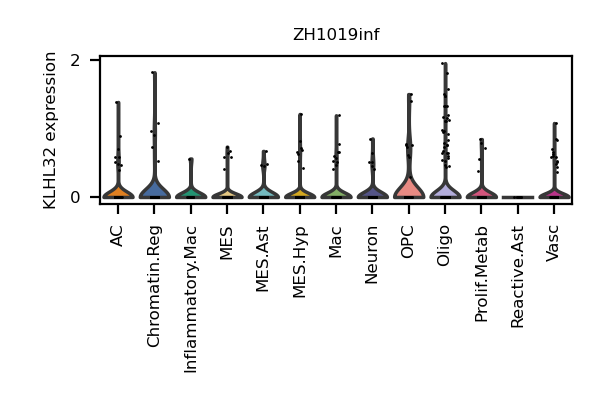 ZH1019inf
KLHL32 expression
2
0
AC
Chromatin.Reg
Inflammatory.Mac
MES
MES.Ast
MES.Hyp
Mac
Neuron
OPC
Oligo
Prolif.Metab
Reactive.Ast
Vasc